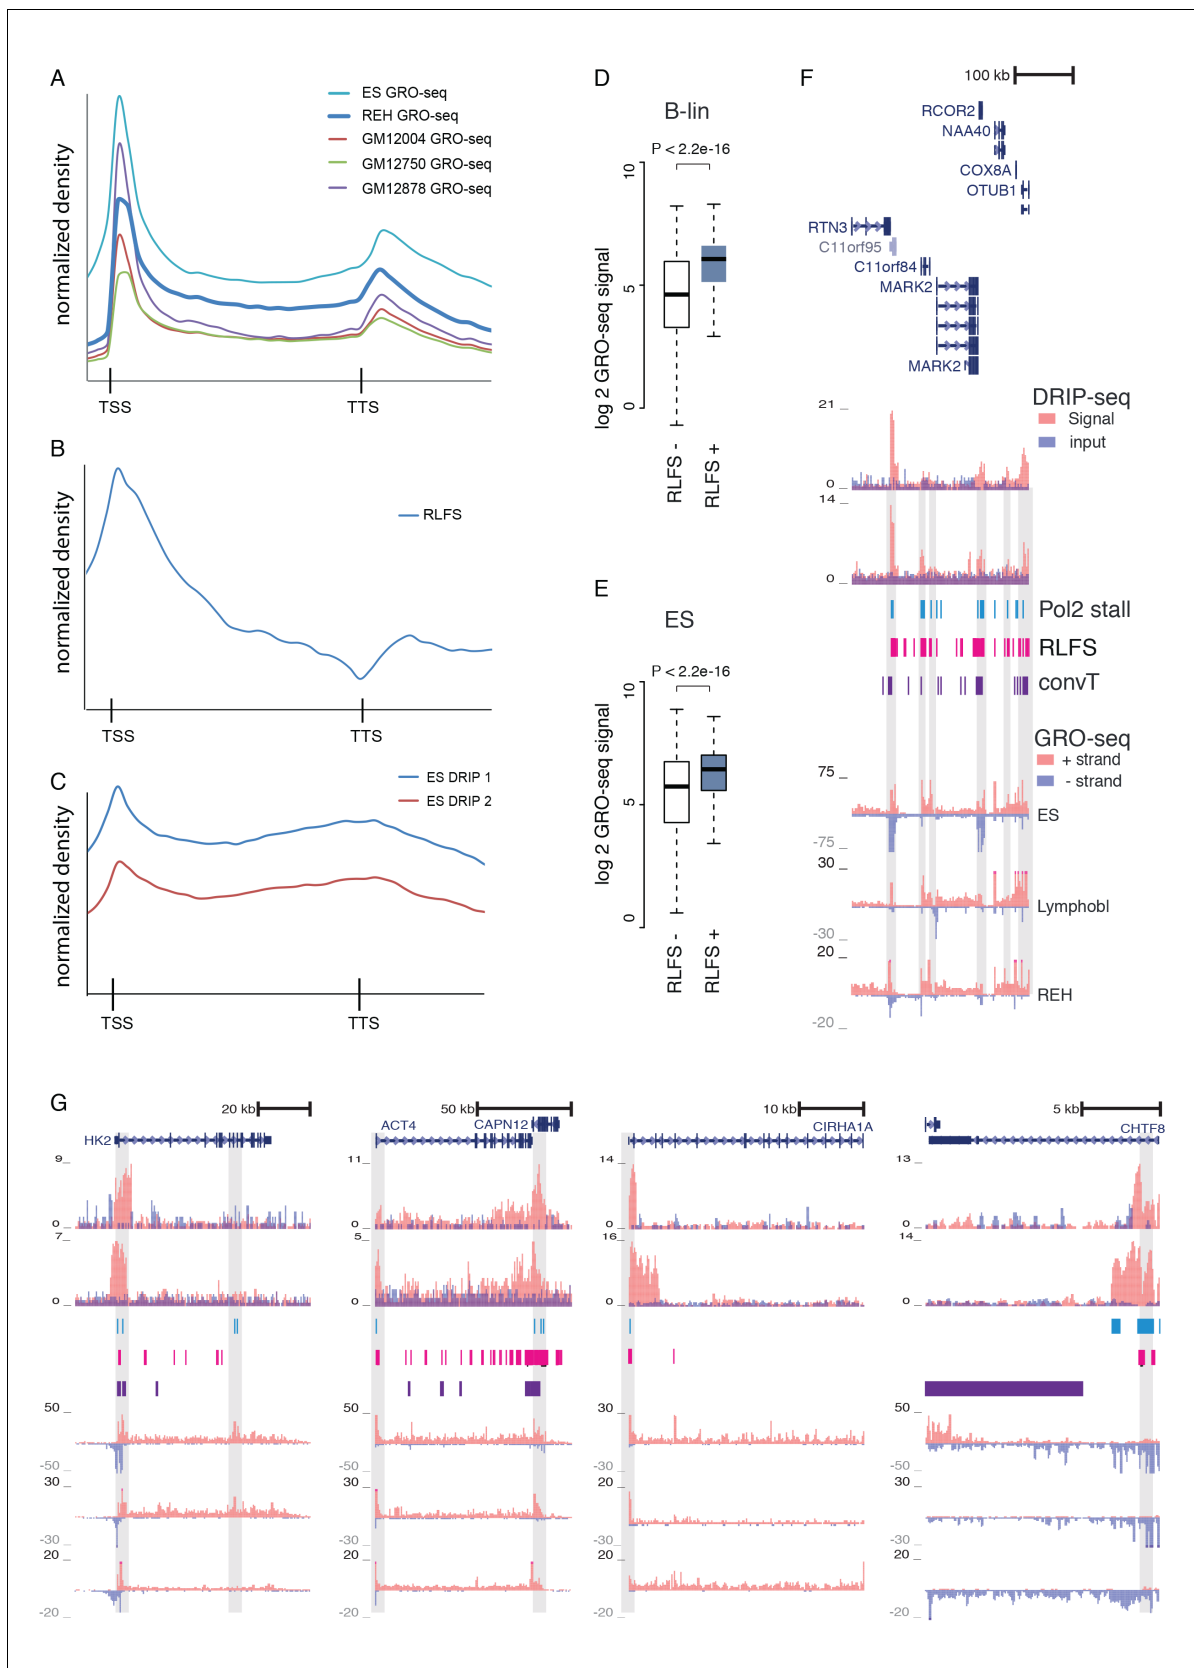 A
normalized density
ES GRO-seq
REH GRO-seq
GM12004 GRO-seq
GM12750 GRO-seq
GM12878 GRO-seq
TSS
TTS
B
normalized density
RLFS
TSS
TTS
C
normalized density
ES DRIP 1
ES DRIP 2
TSS
TTS
D
B-lin
P < 2.2e-16
log 2 GRO-seq signal
10
5
0
RLFS -
RLFS +
E
ES
P < 2.2e-16
log 2 GRO-seq signal
10
5
0
RLFS -
RLFS +
F
100 kb
RCOR2
NAA40
COX8A
OTUB1
RTN3
C11orf95
C11orf84
MARK2
MARK2
DRIP-seq
Signal
input
21
0
14
0
Pol2 stall
RLFS
convT
GRO-seq
+ strand
- strand
75
ES
-75
30
Lymphobl
-30
20
REH
-20
G
20 kb
HK2
9
0
7
0
50
-50
30
-30
20
-20
50 kb
ACT4 CAPN12
11
0
5
0
50
-50
30
-30
20
-20
10 kb
CIRHA1A
14
0
16
0
30
-30
20
-20
20
-20
5 kb
CHTF8
13
0
14
0
50
-50
30
-30
20
-20